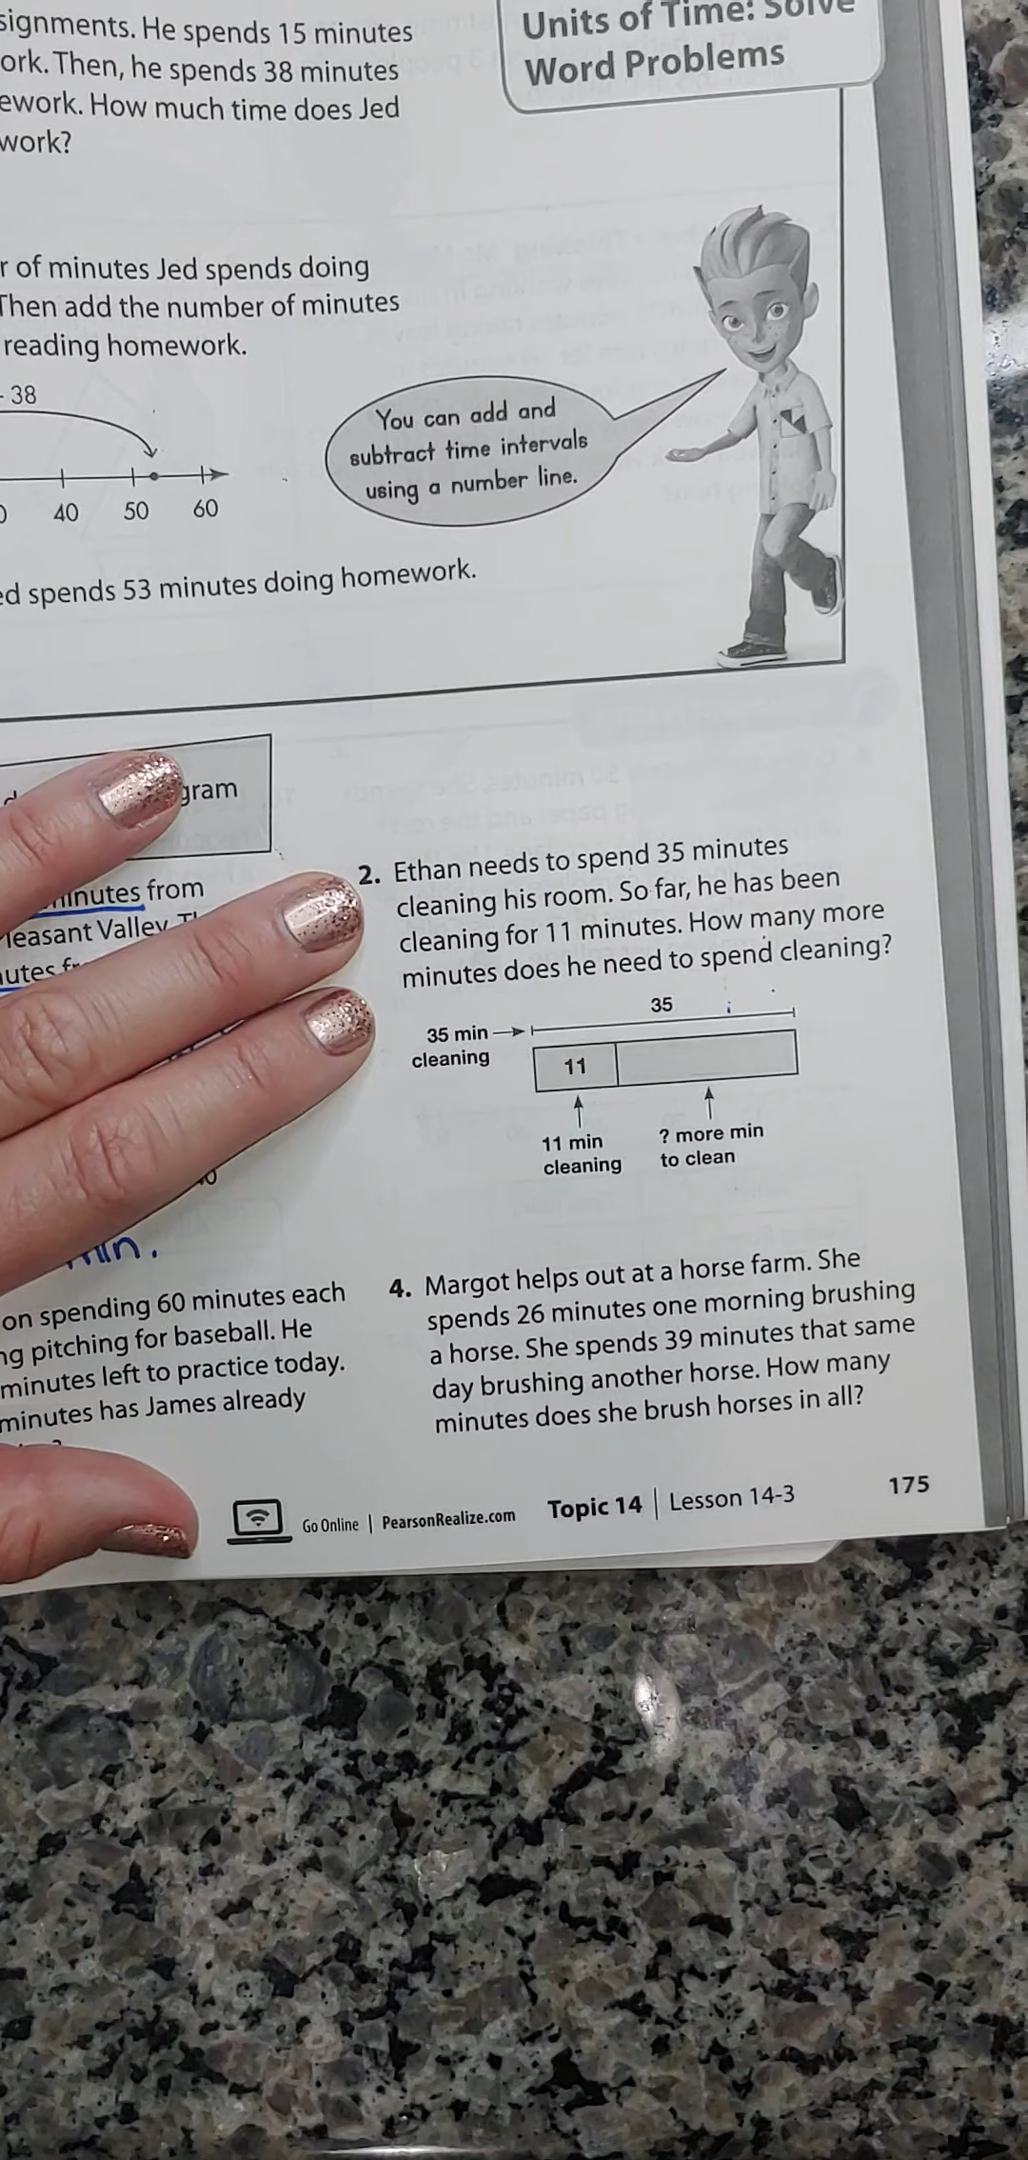 signments. He spends 15 minutes
ork. Then, he spends 38 minutes
ework. How much time does Jed
work?
Units of Time: Solve
Word Problems
r of minutes Jed spends doing
Then add the number of minutes
reading homework.
- 38
40 50 60
You can add and
subtract time intervals
using a number line.
ed spends 53 minutes doing homework.
gram
minutes from
leasant Valley
utes
min.
2. Ethan needs to spend 35 minutes
cleaning his room. So far, he has been
cleaning for 11 minutes. How many more
minutes does he need to spend cleaning?
35
35 min
cleaning
11
11 min
cleaning
? more min
to clean
on spending 60 minutes each
ng pitching for baseball. He
minutes left to practice today.
minutes has James already
4. Margot helps out at a horse farm. She
spends 26 minutes one morning brushing
a horse. She spends 39 minutes that same
day brushing another horse. How many
minutes does she brush horses in all?
Go Online | PearsonRealize.com Topic 14 | Lesson 14-3 175